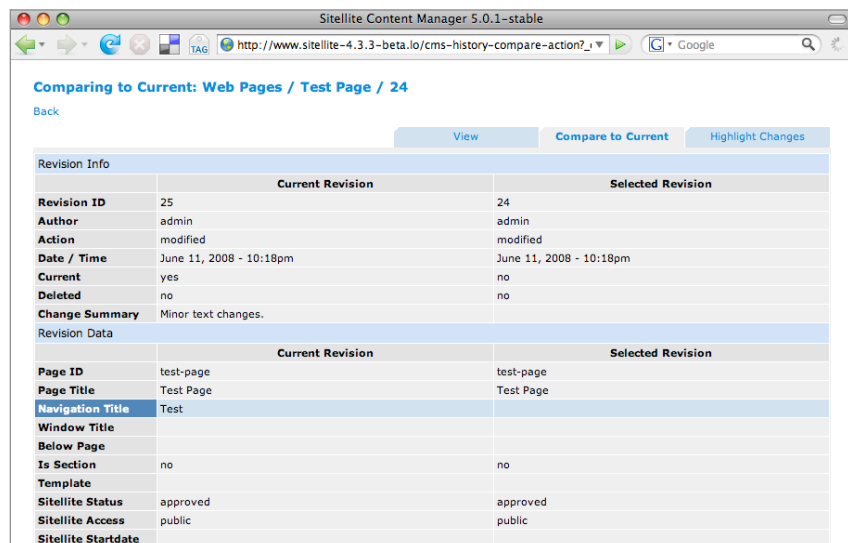 Sitellite Content Manager 5.0.1-stable
TAG http://www.sitellite-4.3.3-beta.lo/cms-history-compare-action?_ G Google
Comparing to Current: Web Pages / Test Page / 24
Back
View Compare to Current Highlight Changes
Revision Info
Current Revision Selected Revision
Revision ID 25 24
Author admin admin
Action modified modified
Date / Time June 11, 2008 - 10:18pm June 11, 2008 - 10:18pm
Current yes no
Deleted no no
Change Summary Minor text changes.
Revision Data
Current Revision Selected Revision
Page ID test-page test-page
Page Title Test Page Test Page
Navigation Title Test
Window Title
Below Page
Is Section no no
Template
Sitellite Status approved approved
Sitellite Access public public
Sitellite Startdate